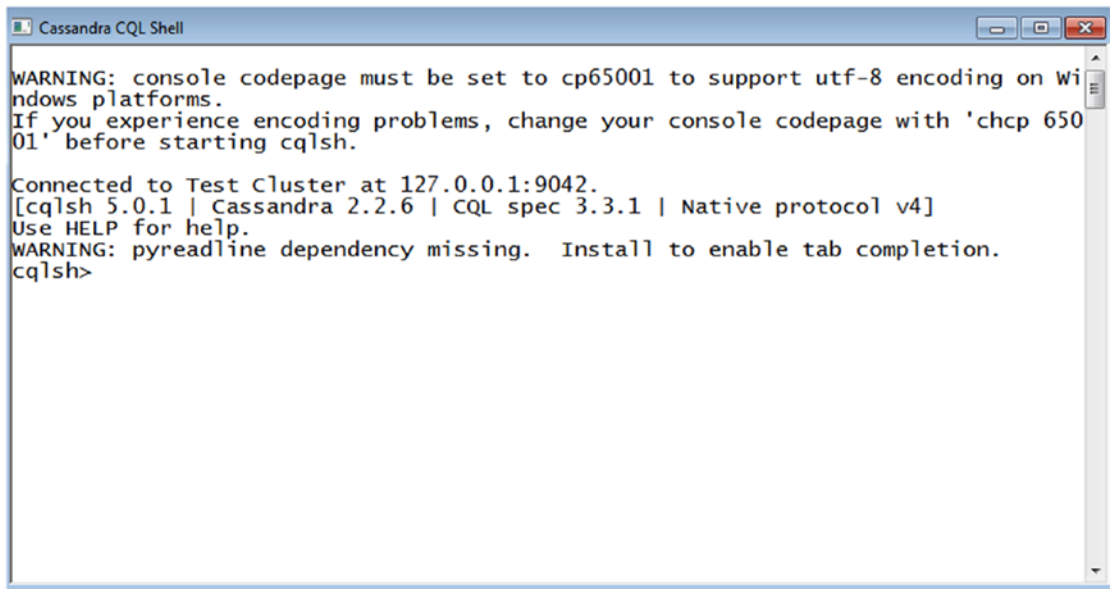 Cassandra CQL Shell
WARNING: console codepage must be set to cp65001 to support utf-8 encoding on Wi
ndows platforms.
If you experience encoding problems, change your console codepage with 'chcp 650
01' before starting cqlsh.
Connected to Test Cluster at 127.0.0.1:9042.
[cqlsh 5.0.1 | Cassandra 2.2.6 | CQL spec 3.3.1 | Native protocol v4]
Use HELP for help.
WARNING: pyreadline dependency missing.  Install to enable tab completion.
cqlsh>